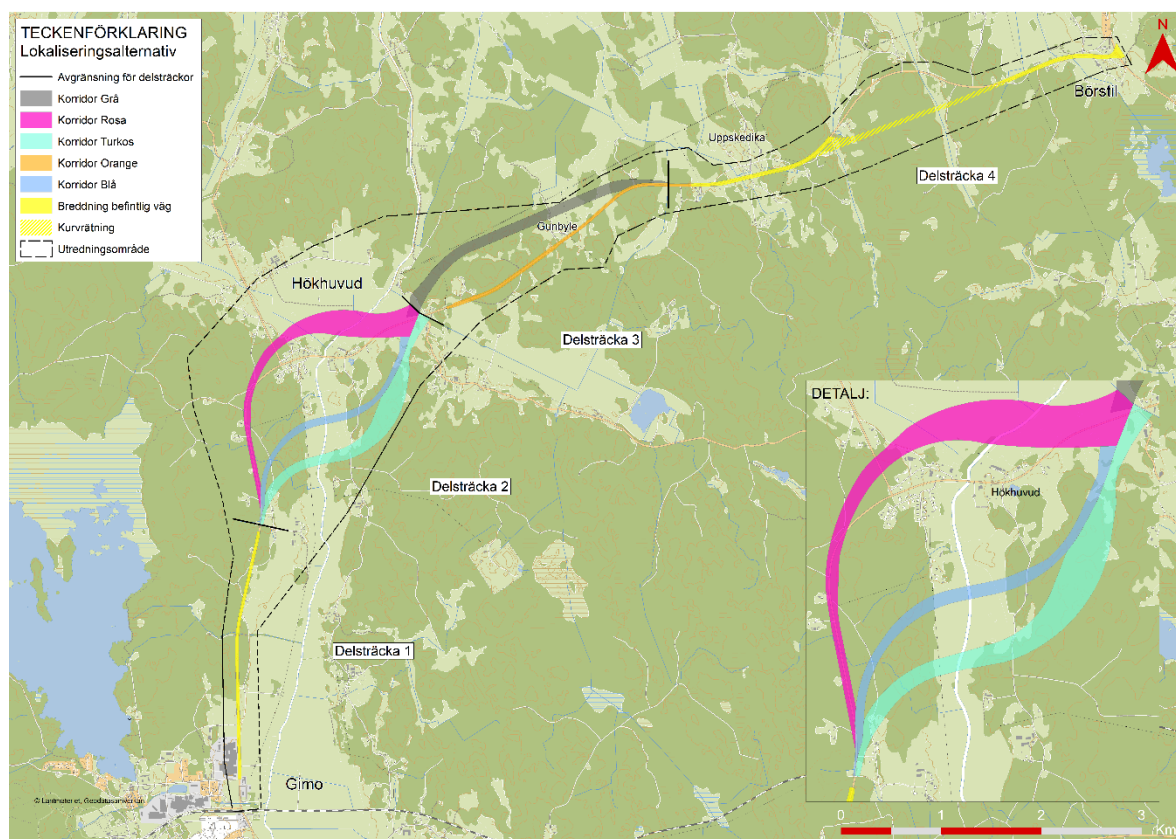 TECKENFÖRKLARING
Lokaliseringsalternativ
Avgränsning för delsträckor
Korridor Grå
Korridor Rosa
Korridor Turkos
Korridor Orange
Korridor Blå
Breddning befintlig väg
Kurvrätning
Utredningsområde
N
Börstil
Uppskedika
Delsträcka 4
Gunbyle
Hökhuvud
Delsträcka 3
DETALJ:
Hökhuvud
Delsträcka 2
Delsträcka 1
Gimo
© Lantmäteriet, Geodatasamverkan
0 1 2 3
Km